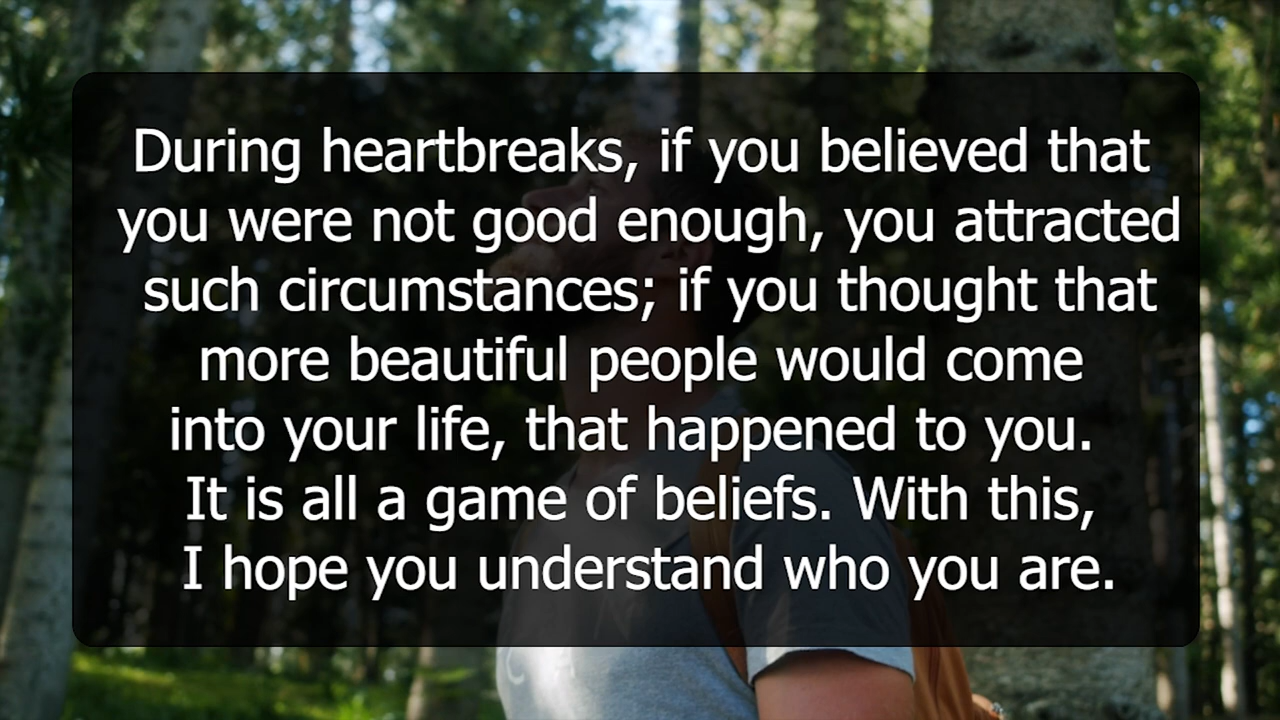 During heartbreaks, if you believed that
you were not good enough, you attracted
such circumstances; if you thought that
more beautiful people would come
into your life, that happened to you.
It is all a game of beliefs. With this,
I hope you understand who you are.